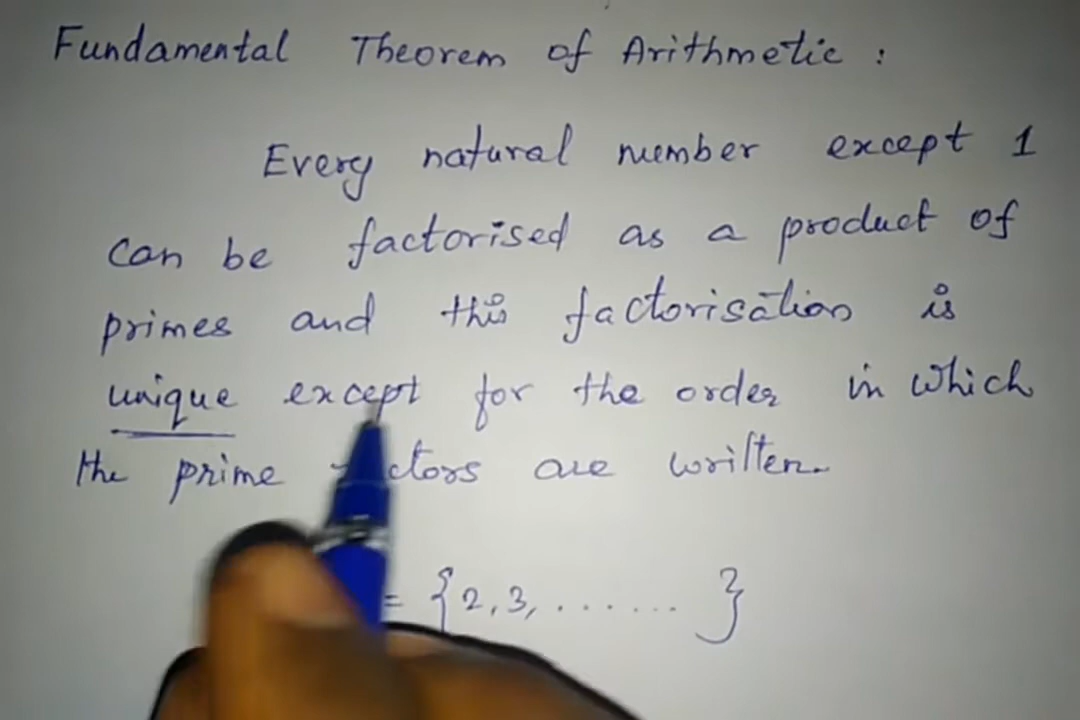 Fundamental Theorem of Arithmetic :
Every natural number except 1
can be factorised as a product of
primes and this factorisation is
unique except for the order in which
the prime are written.
= {2,3,.......}